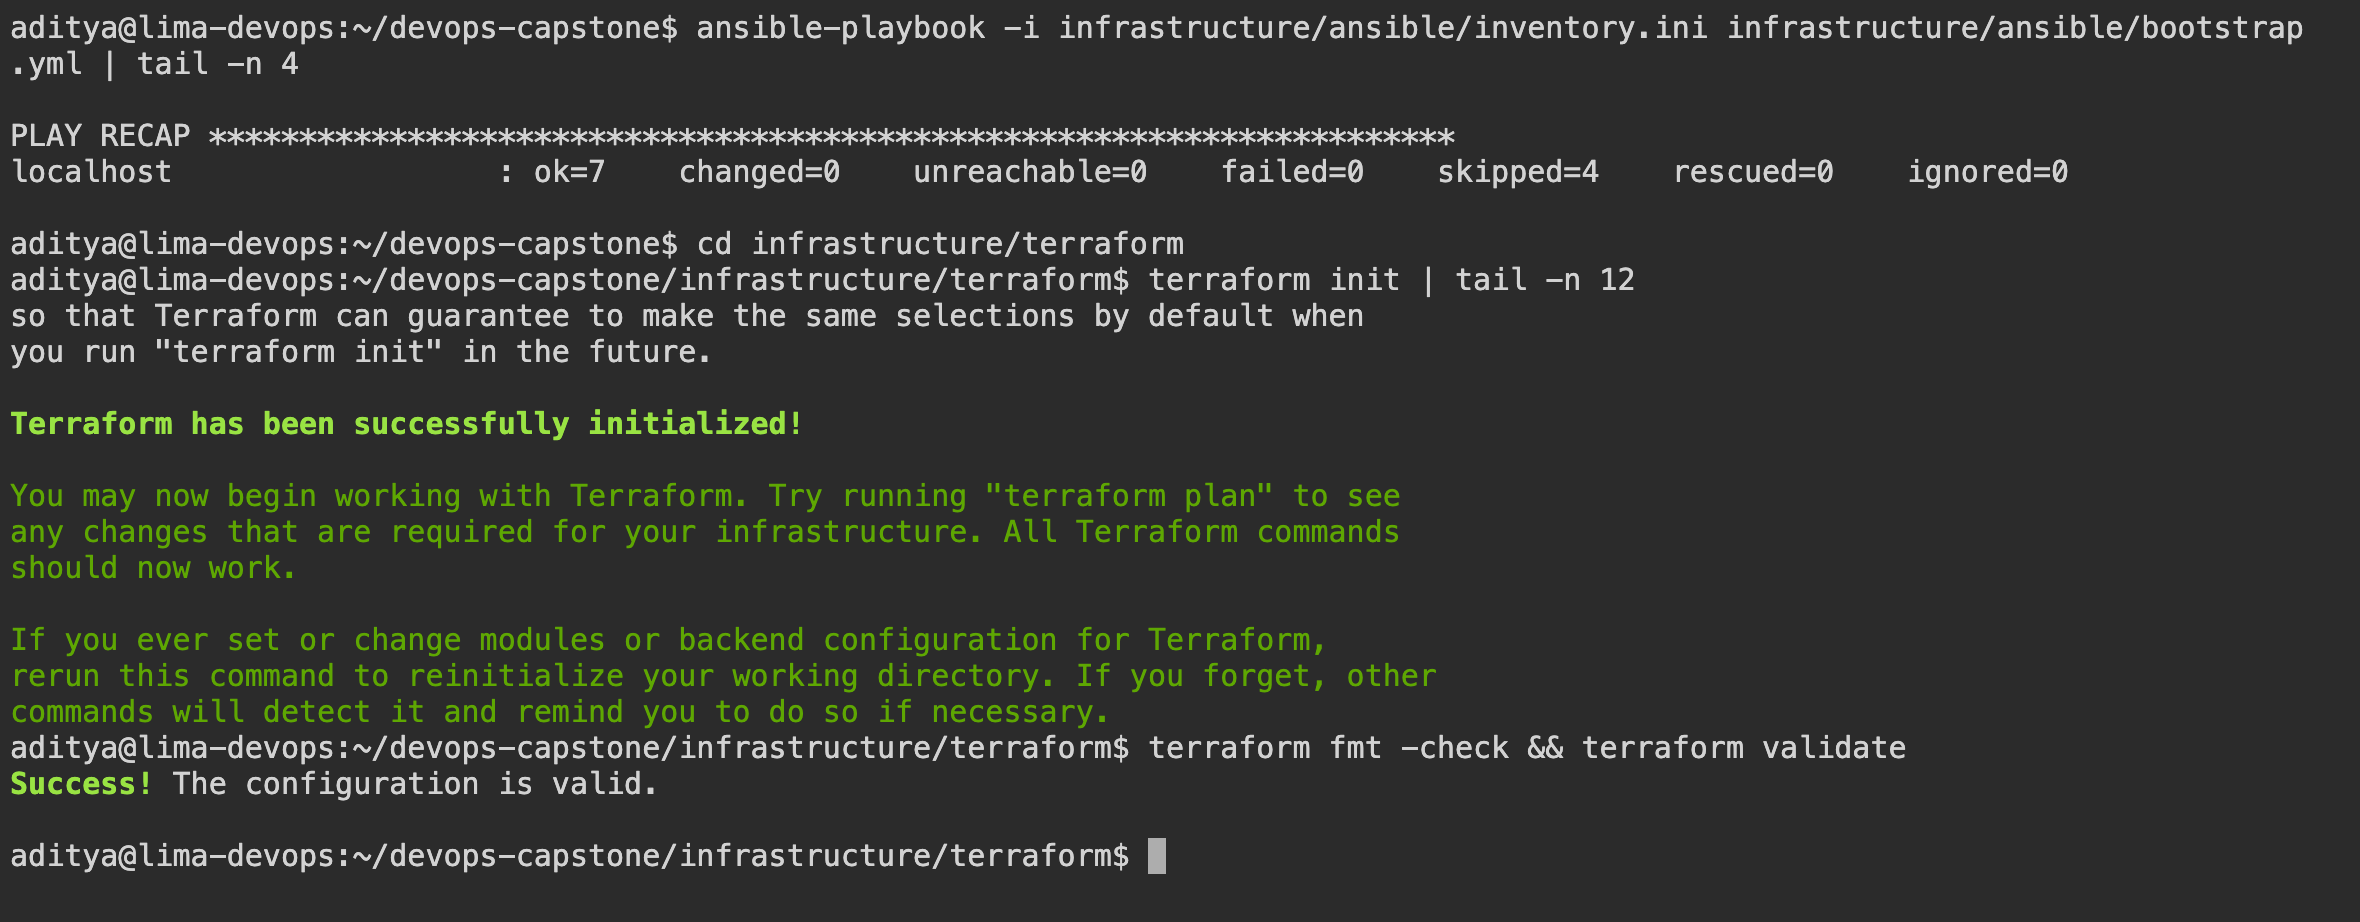 aditya@lima-devops:~/devops-capstone$ ansible-playbook -i infrastructure/ansible/inventory.ini infrastructure/ansible/bootstrap
.yml | tail -n 4
PLAY RECAP *********************************************************************
localhost                  : ok=7    changed=0    unreachable=0    failed=0    skipped=4    rescued=0    ignored=0
aditya@lima-devops:~/devops-capstone$ cd infrastructure/terraform
aditya@lima-devops:~/devops-capstone/infrastructure/terraform$ terraform init | tail -n 12
so that Terraform can guarantee to make the same selections by default when
you run "terraform init" in the future.
Terraform has been successfully initialized!
You may now begin working with Terraform. Try running "terraform plan" to see
any changes that are required for your infrastructure. All Terraform commands
should now work.
If you ever set or change modules or backend configuration for Terraform,
rerun this command to reinitialize your working directory. If you forget, other
commands will detect it and remind you to do so if necessary.
aditya@lima-devops:~/devops-capstone/infrastructure/terraform$ terraform fmt -check && terraform validate
Success! The configuration is valid.
aditya@lima-devops:~/devops-capstone/infrastructure/terraform$